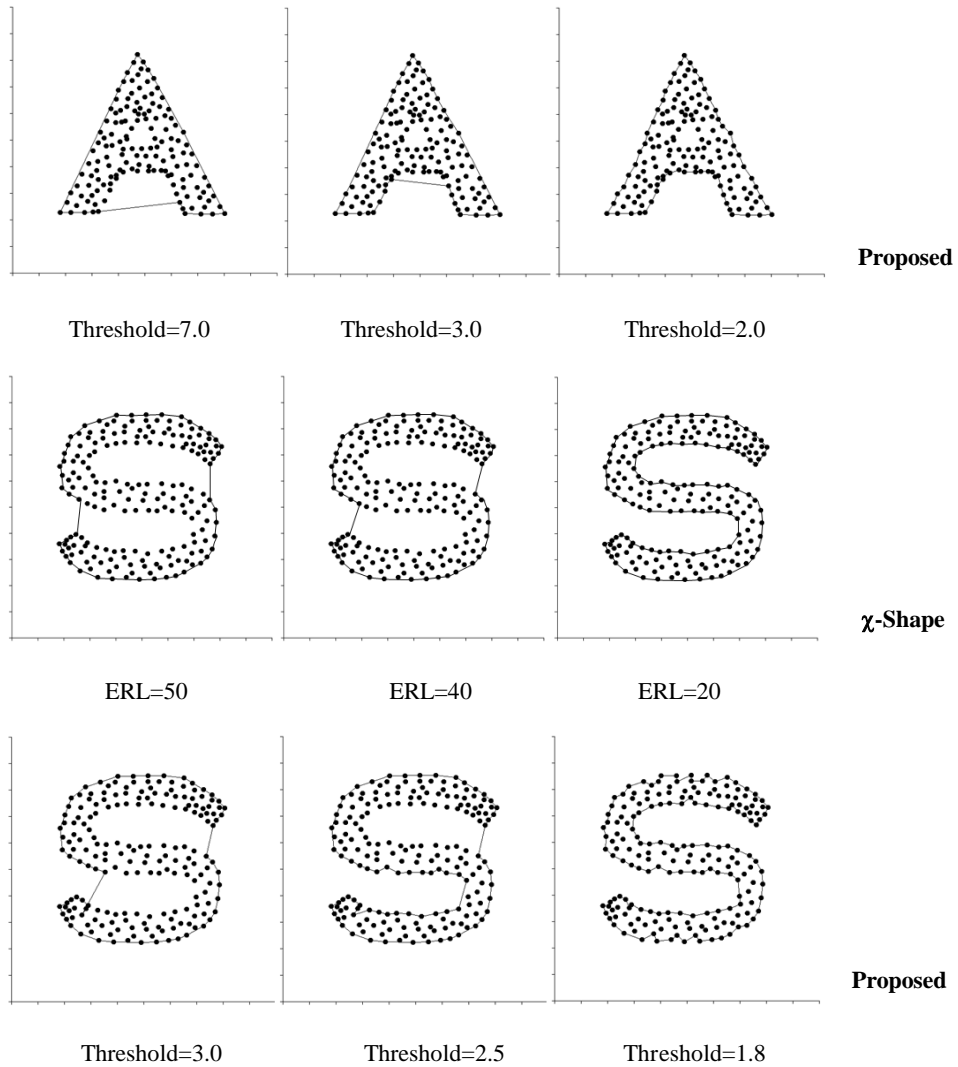 Proposed
Threshold=7.0 Threshold=3.0 Threshold=2.0
χ-Shape
ERL=50 ERL=40 ERL=20
Proposed
Threshold=3.0 Threshold=2.5 Threshold=1.8